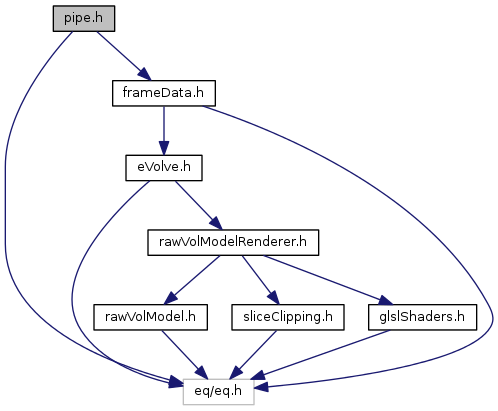 pipe.h
frameData.h
eVolve.h
rawVolModelRenderer.h
rawVolModel.h
sliceClipping.h
glslShaders.h
eq/eq.h